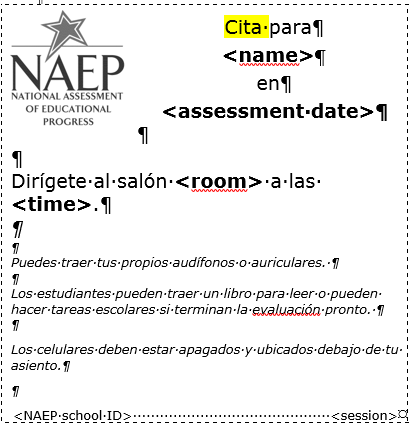 Cita·para¶
NAEP
<name>¶
NATIONAL ASSESSMENT
OF EDUCATIONAL
PROGRESS
en¶
<assessment·date>¶
¶
¶
Dirígete·al·salón·<room>·a·las·
<time>.¶
¶
¶
Puedes·traer·tus·propios·audífonos·o·auriculares.·¶
¶
Los·estudiantes·pueden·traer·un·libro·para·leer·o·pueden·
hacer·tareas·escolares·si·terminan·la·evaluación·pronto.·¶
¶
Los·celulares·deben·estar·apagados·y·ubicados·debajo·de·tu·
asiento.¶
¶
<NAEP·school·ID>············································<session>¤